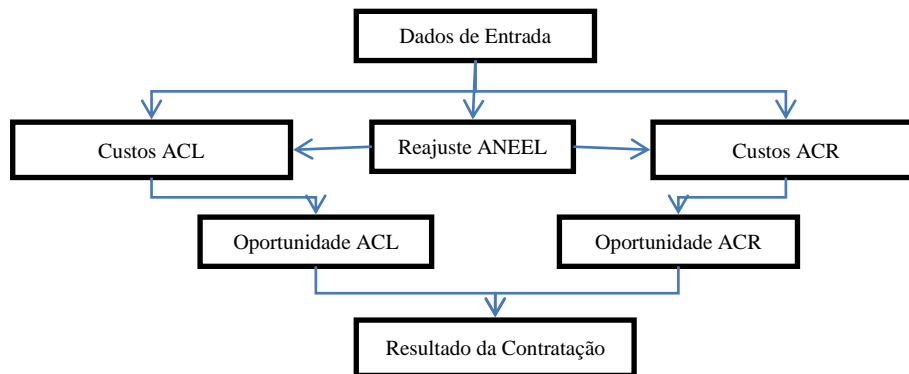 Dados de Entrada
Custos ACL
Reajuste ANEEL
Custos ACR
Oportunidade ACL
Oportunidade ACR
Resultado da Contratação